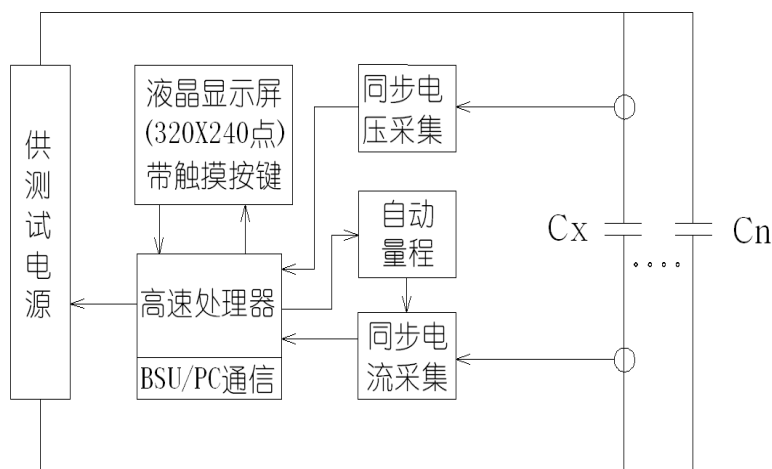 供测试电源
液晶显示屏
(320X240点)
带触摸按键
同步电
压采集
自动
量程
高速处理器
BSU/PC通信
同步电
流采集
Cx
Cn